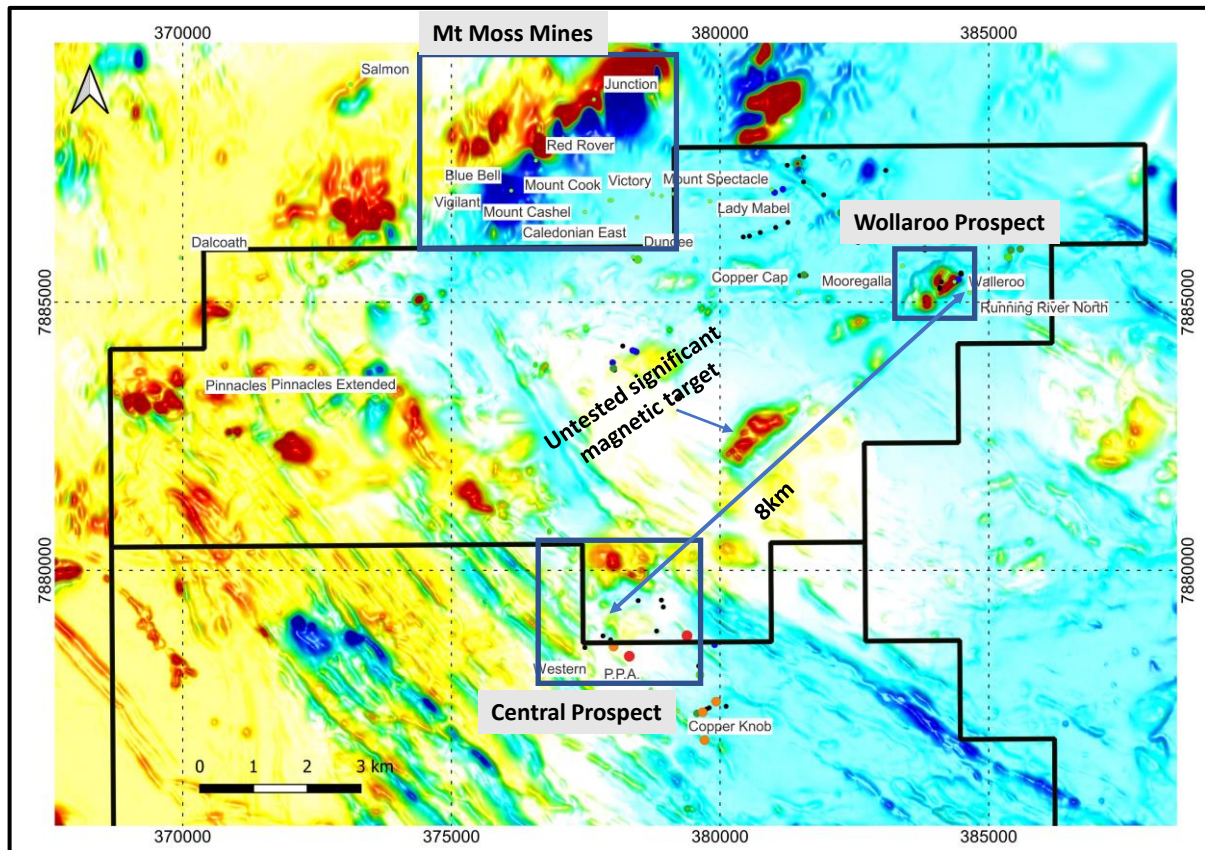 Mt Moss Mines
370000
380000
385000
Salmon
Junction
Red Rover
Blue Bell
Mount Cook
Victory
Mount Spectacle
Vigilant
Mount Cashel
Lady Mabel
Caledonian East
Wollaroo Prospect
Dalcoath
Dundee
Copper Cap
Mooregalla
Walleroo
7885000
7885000
Running River North
Untested significant
magnetic target
Pinnacles
Pinnacles Extended
8km
7880000
7880000
Western
P.P.A.
Central Prospect
Copper Knob
0 1 2 3 km
370000
375000
380000
385000